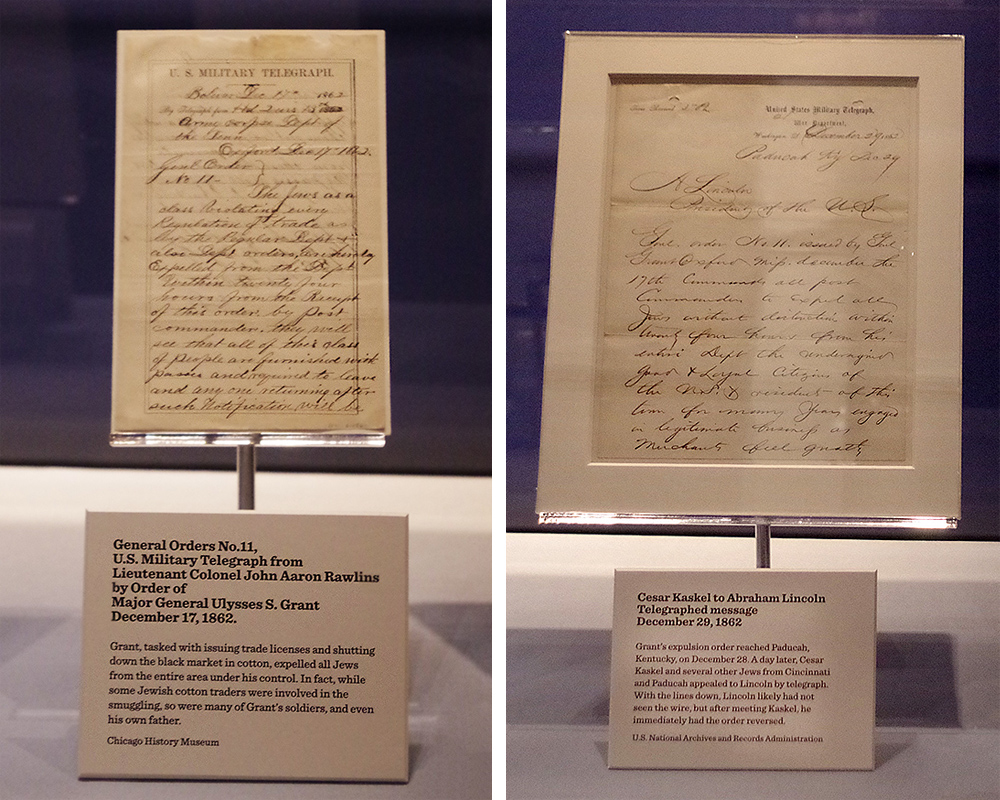 U. S. MILITARY TELEGRAPH.
Bolivar Dec 17th 1862
By Telegraph from Hd Qurs 13th
Army corps Dept of
the Tenn
Oxford Dec 17th 1862.
Genl Order
No 11-
The Jews as a
class Violating every
Regulation of trade as
by the Regular Dept &
also Dept orders, are hereby
Expelled from the Dept.
Within twenty four
hours from the Receipt
of this order by Post
commander, they will
see that all of this class
of people are furnished with
passes and required to leave
and any one returning after
such Notification will be
General Orders No.11,
U.S. Military Telegraph from
Lieutenant Colonel John Aaron Rawlins
by Order of
Major General Ulysses S. Grant
December 17, 1862.
Grant, tasked with issuing trade licenses and shutting
down the black market in cotton, expelled all Jews
from the entire area under his control. In fact, while
some Jewish cotton traders were involved in the
smuggling, so were many of Grant's soldiers, and even
his own father.
Chicago History Museum
United States Military Telegraph,
War Department,
Washington, December 29 1862
Paducah Ky
A Lincoln
President of the U.S.
Genl. order No. 11. issued by Genl
Grant Oxford Miss. december the
17th Commands all post
Commanders to Expel all
Jews without distinction within
twenty four hours from his
entire Dept the undersigned
good & Loyal Citizens of
the U.S. & residents of this
town for many Years engaged
in legitimate business as
Merchants feel greatly
Cesar Kaskel to Abraham Lincoln
Telegraphed message
December 29, 1862
Grant's expulsion order reached Paducah,
Kentucky, on December 28. A day later, Cesar
Kaskel and several other Jews from Cincinnati
and Paducah appealed to Lincoln by telegraph.
With the lines down, Lincoln likely had not
seen the wire, but after meeting Kaskel, he
immediately had the order reversed.
U.S. National Archives and Records Administration